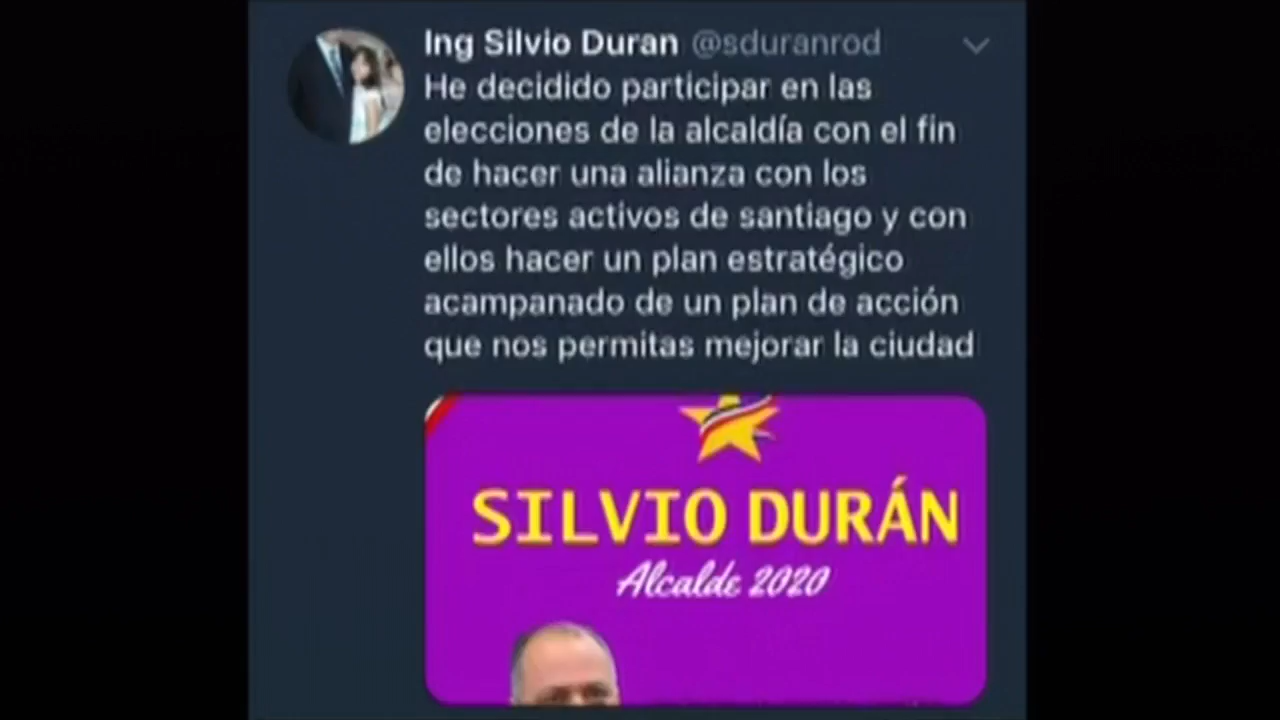 Ing Silvio Duran @sduranrod
He decidido participar en las
elecciones de la alcaldía con el fin
de hacer una alianza con los
sectores activos de santiago y con
ellos hacer un plan estratégico
acampanado de un plan de acción
que nos permitas mejorar la ciudad
SILVIO DURÁN
Alcalde 2020